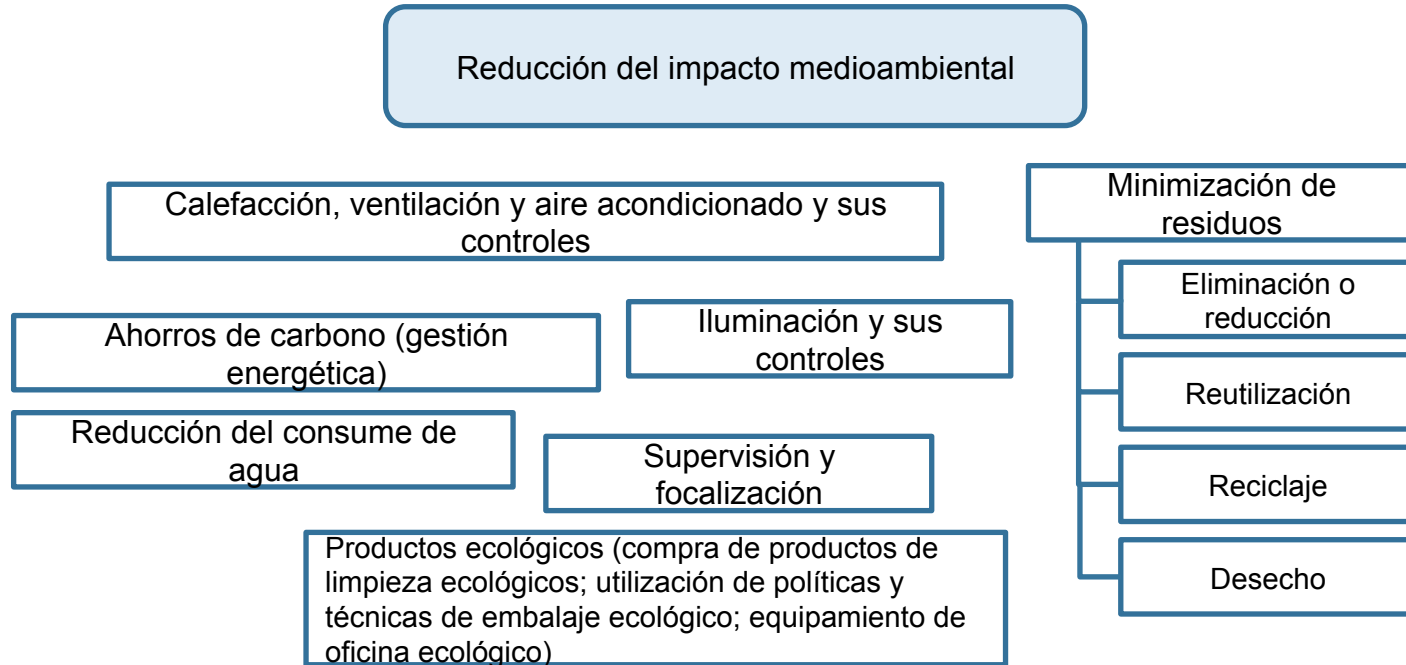 Reducción del impacto medioambiental
Calefacción, ventilación y aire acondicionado y sus
controles
Minimización de
residuos
Eliminación o
reducción
Reutilización
Reciclaje
Desecho
Ahorros de carbono (gestión
energética)
Iluminación y sus
controles
Reducción del consume de
agua
Supervisión y
focalización
Productos ecológicos (compra de productos de
limpieza ecológicos; utilización de políticas y
técnicas de embalaje ecológico; equipamiento de
oficina ecológico)